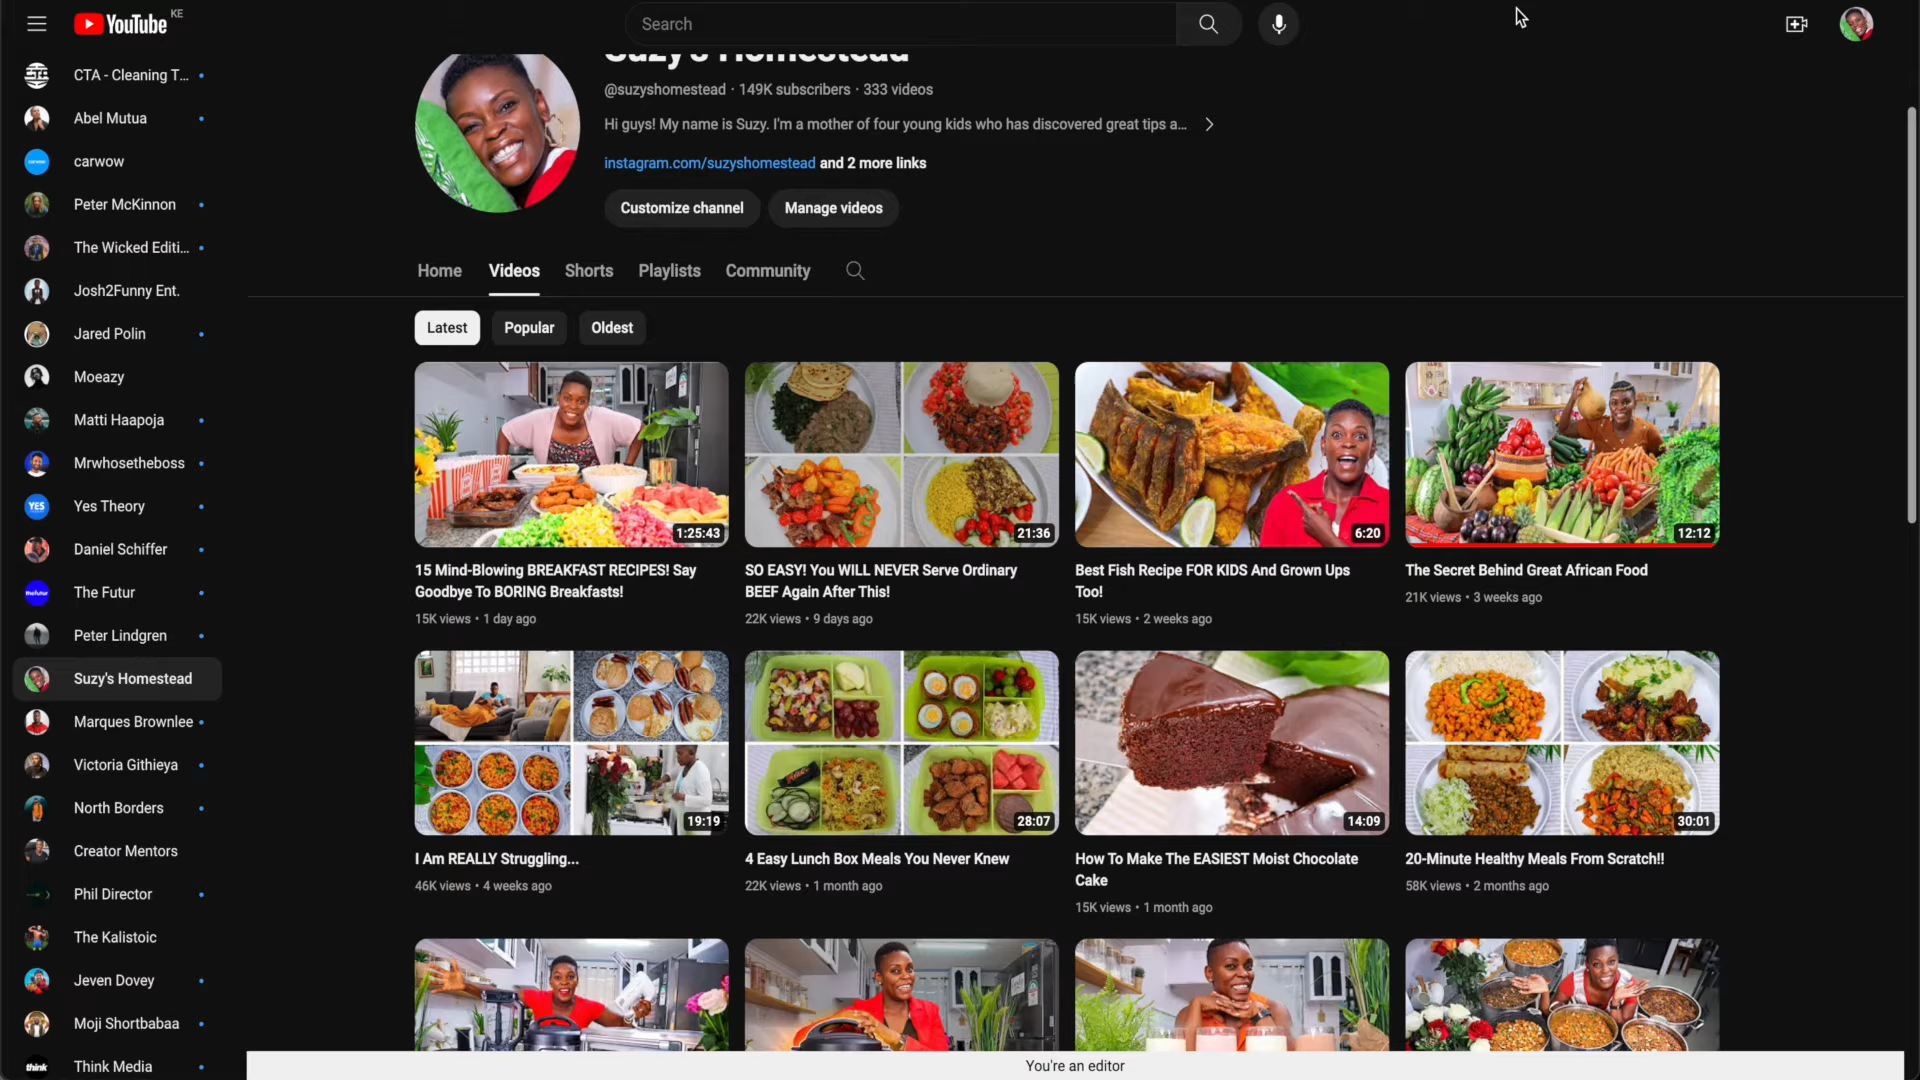 YouTube KE
Search
CTA - Cleaning T...
Abel Mutua
carwow
Peter McKinnon
The Wicked Editi...
Josh2Funny Ent.
Jared Polin
Moeazy
Matti Haapoja
Mrwhosetheboss
YES Yes Theory
Daniel Schiffer
The Futur
Peter Lindgren
Suzy's Homestead
Marques Brownlee
Victoria Githieya
North Borders
Creator Mentors
Phil Director
The Kalistoic
Jeven Dovey
Moji Shortbabaa
think Think Media
Suzy's Homestead
@suzyshomestead · 149K subscribers · 333 videos
Hi guys! My name is Suzy. I'm a mother of four young kids who has discovered great tips a...
instagram.com/suzyshomestead and 2 more links
Customize channel Manage videos
Home Videos Shorts Playlists Community
Latest Popular Oldest
1:25:43
21:36
6:20
12:12
15 Mind-Blowing BREAKFAST RECIPES! Say
Goodbye To BORING Breakfasts!
15K views • 1 day ago
SO EASY! You WILL NEVER Serve Ordinary
BEEF Again After This!
22K views • 9 days ago
Best Fish Recipe FOR KIDS And Grown Ups
Too!
15K views • 2 weeks ago
The Secret Behind Great African Food
21K views • 3 weeks ago
19:19
28:07
14:09
30:01
I Am REALLY Struggling...
46K views • 4 weeks ago
4 Easy Lunch Box Meals You Never Knew
22K views • 1 month ago
How To Make The EASIEST Moist Chocolate
Cake
15K views • 1 month ago
20-Minute Healthy Meals From Scratch!!
58K views • 2 months ago
You're an editor